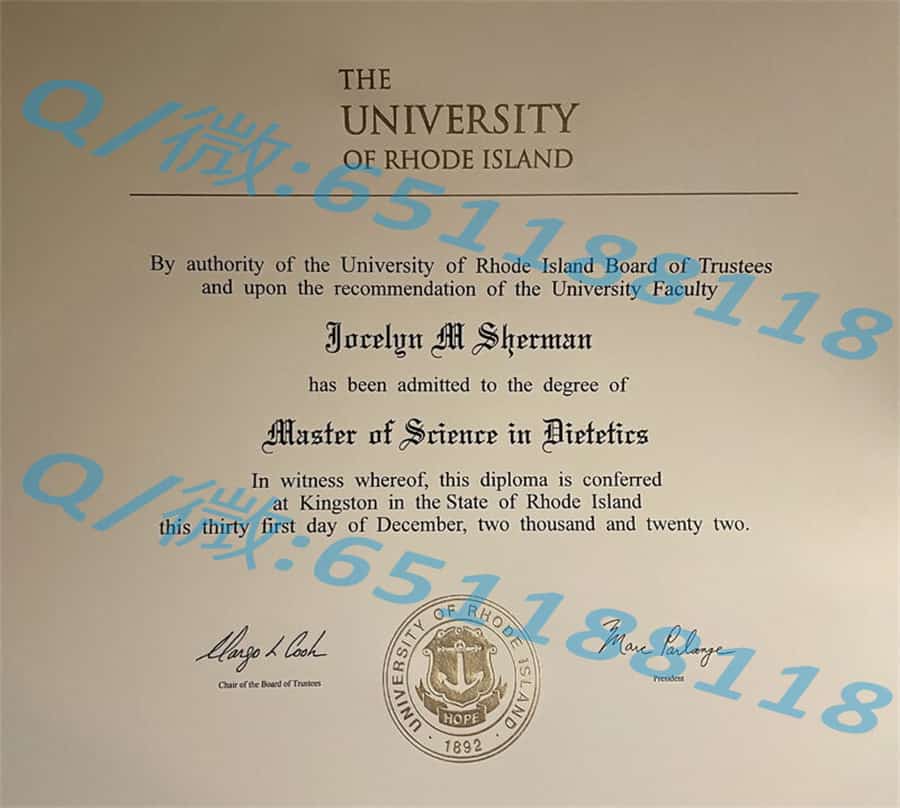 THE
UNIVERSITY
OF RHODE ISLAND
Q/微:651188118
By authority of the University of Rhode Island Board of Trustees
and upon the recommendation of the University Faculty
Jocelyn M Sherman
has been admitted to the degree of
Master of Science in Dietetics
In witness whereof, this diploma is conferred
at Kingston in the State of Rhode Island
this thirty first day of December, two thousand and twenty two.
Q/微:651188118
Margo L Cook
Chair of the Board of Trustees
UNIVERSITY OF RHODE ISLAND
HOPE
· 1892 ·
Marc Parlange
President